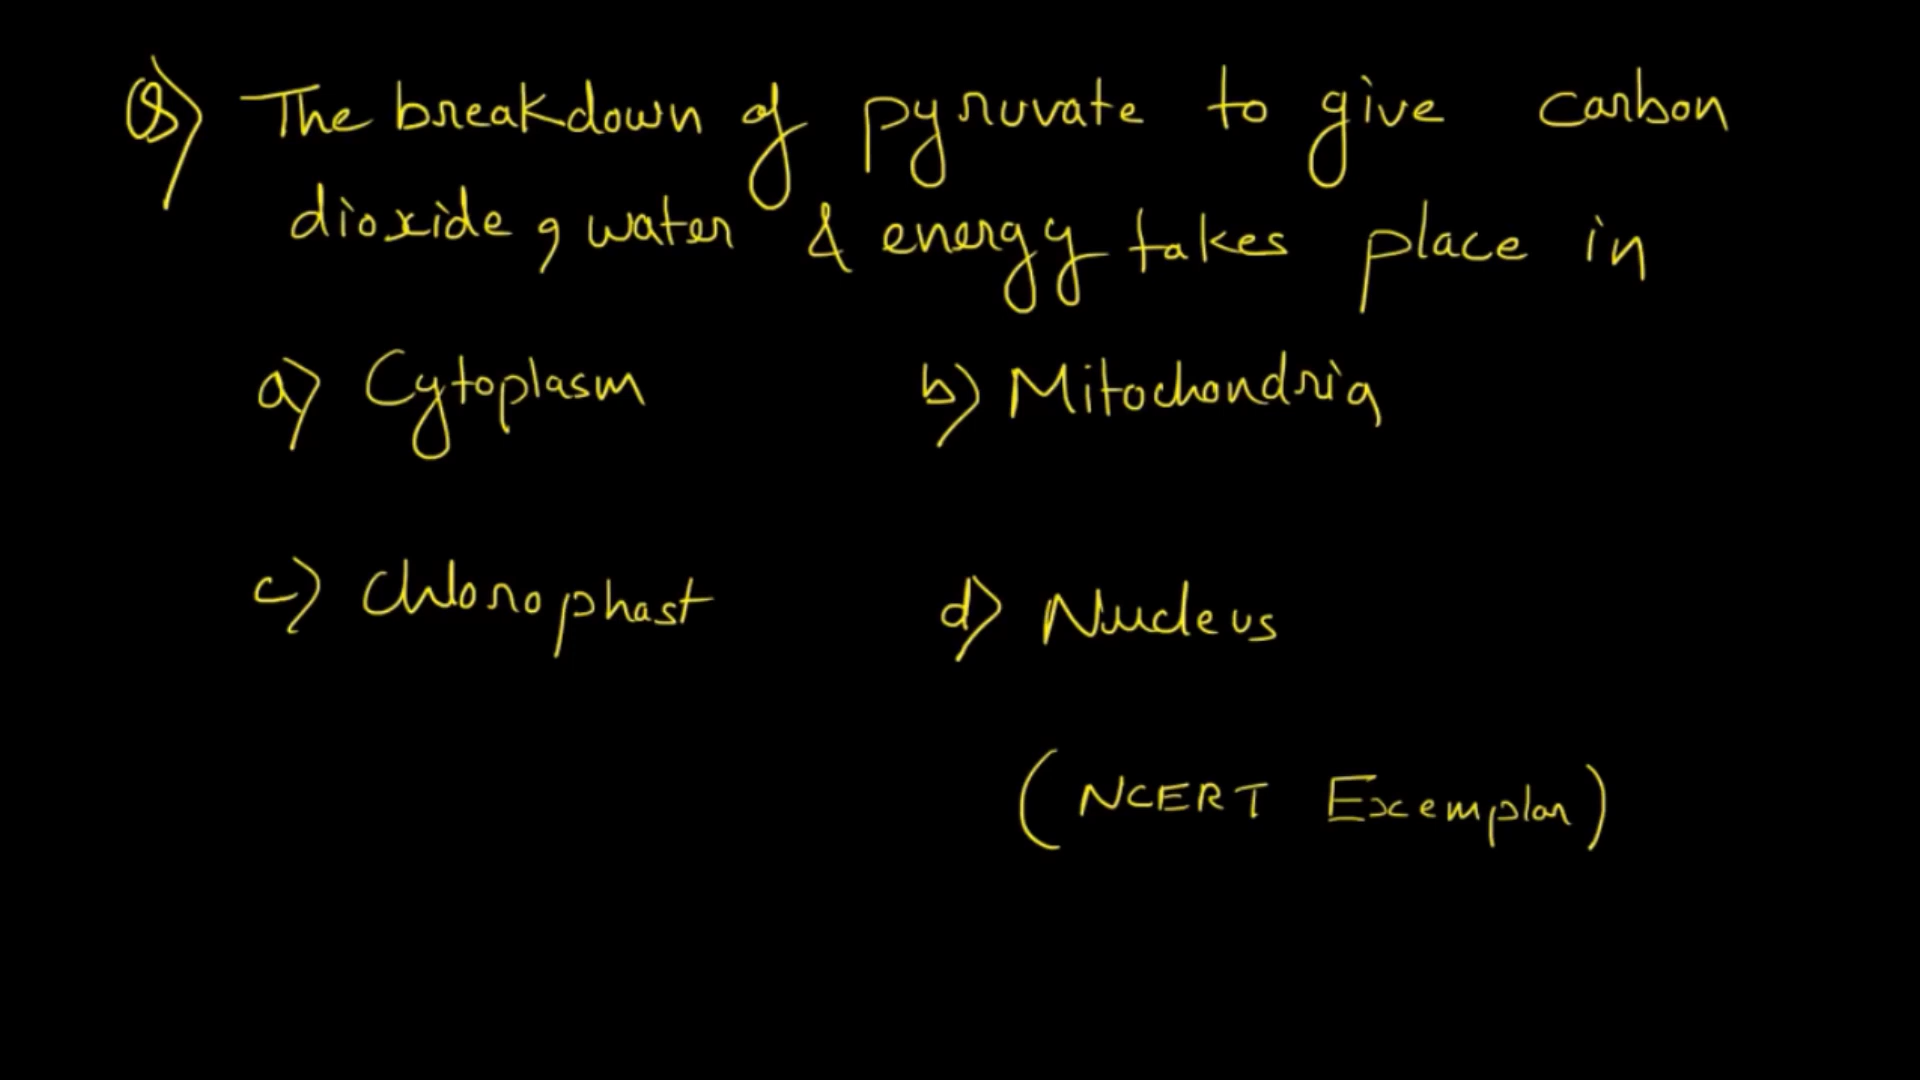 Q) The breakdown of pyruvate to give carbon
dioxide, water & energy takes place in
a) Cytoplasm b) Mitochondria
c) Chlorophast d) Nucleus
(NCERT Exemplar)